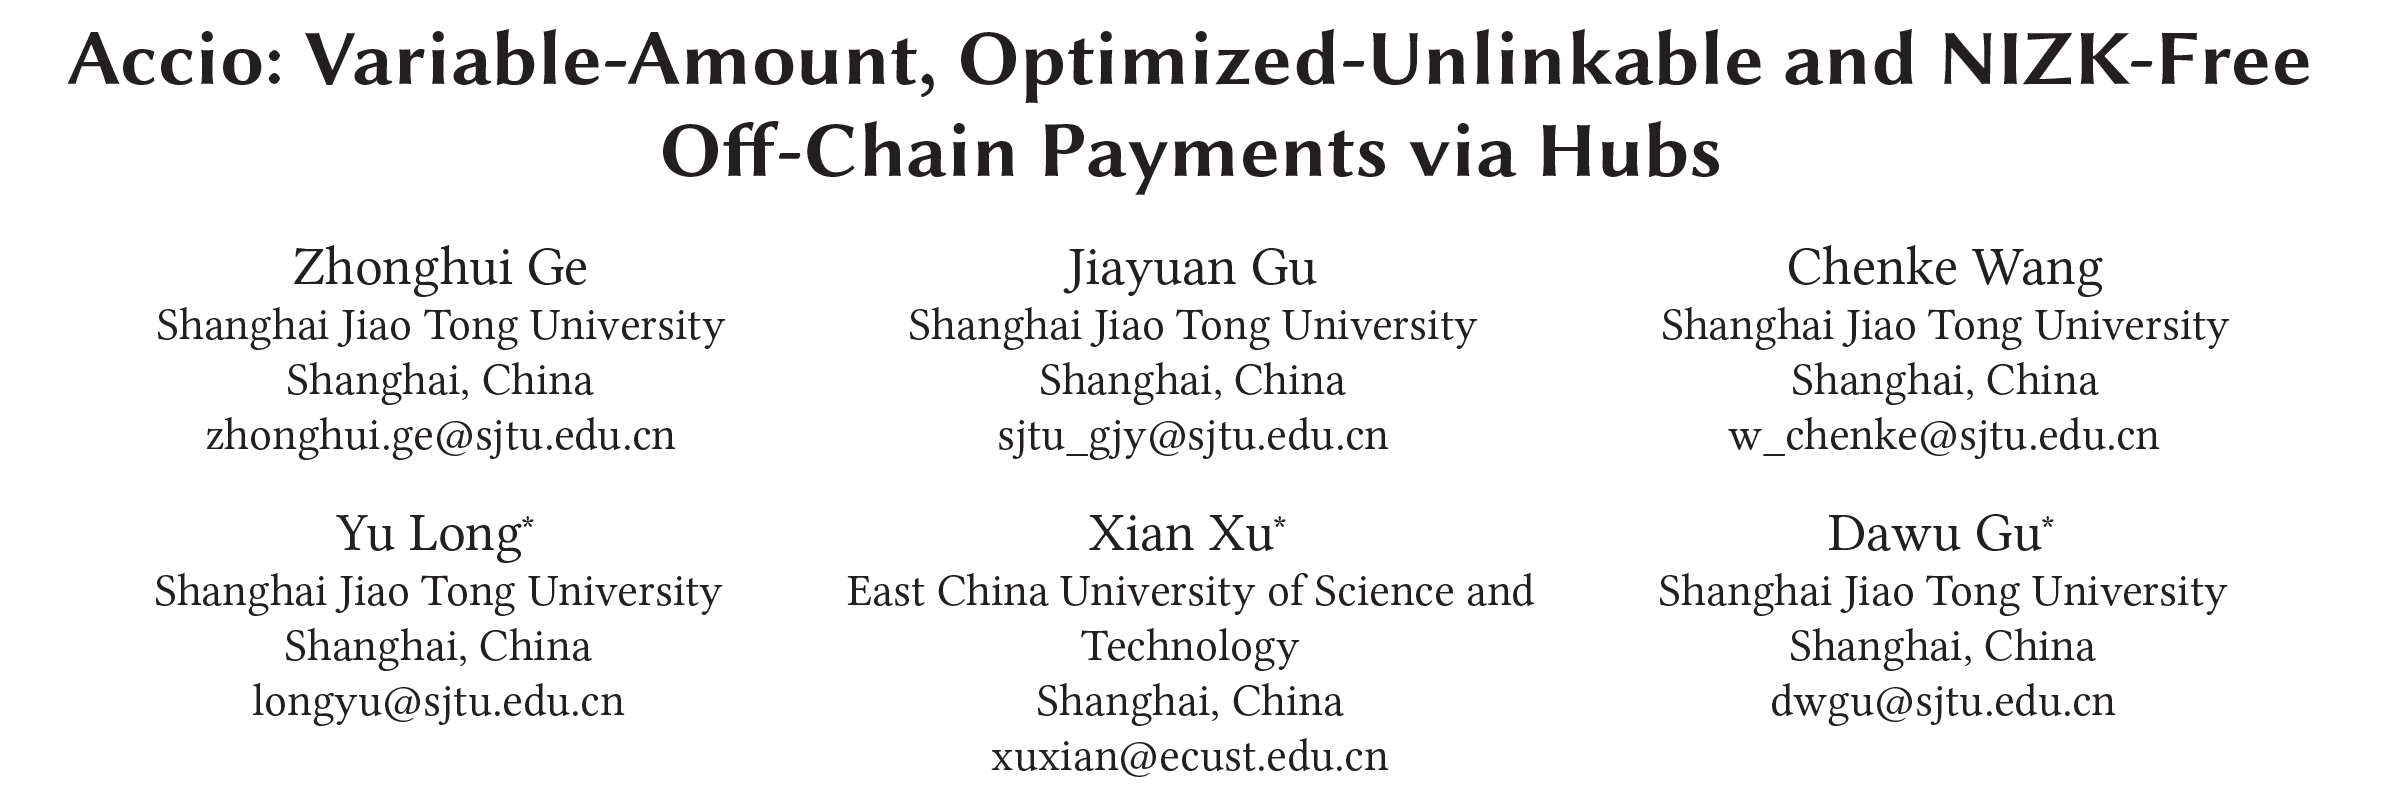 Accio: Variable-Amount, Optimized-Unlinkable and NIZK-Free
Off-Chain Payments via Hubs
Zhonghui Ge
Shanghai Jiao Tong University
Shanghai, China
zhonghui.ge@sjtu.edu.cn
Jiayuan Gu
Shanghai Jiao Tong University
Shanghai, China
sjtu_gjy@sjtu.edu.cn
Chenke Wang
Shanghai Jiao Tong University
Shanghai, China
w_chenke@sjtu.edu.cn
Yu Long*
Shanghai Jiao Tong University
Shanghai, China
longyu@sjtu.edu.cn
Xian Xu*
East China University of Science and
Technology
Shanghai, China
xuxian@ecust.edu.cn
Dawu Gu*
Shanghai Jiao Tong University
Shanghai, China
dwgu@sjtu.edu.cn